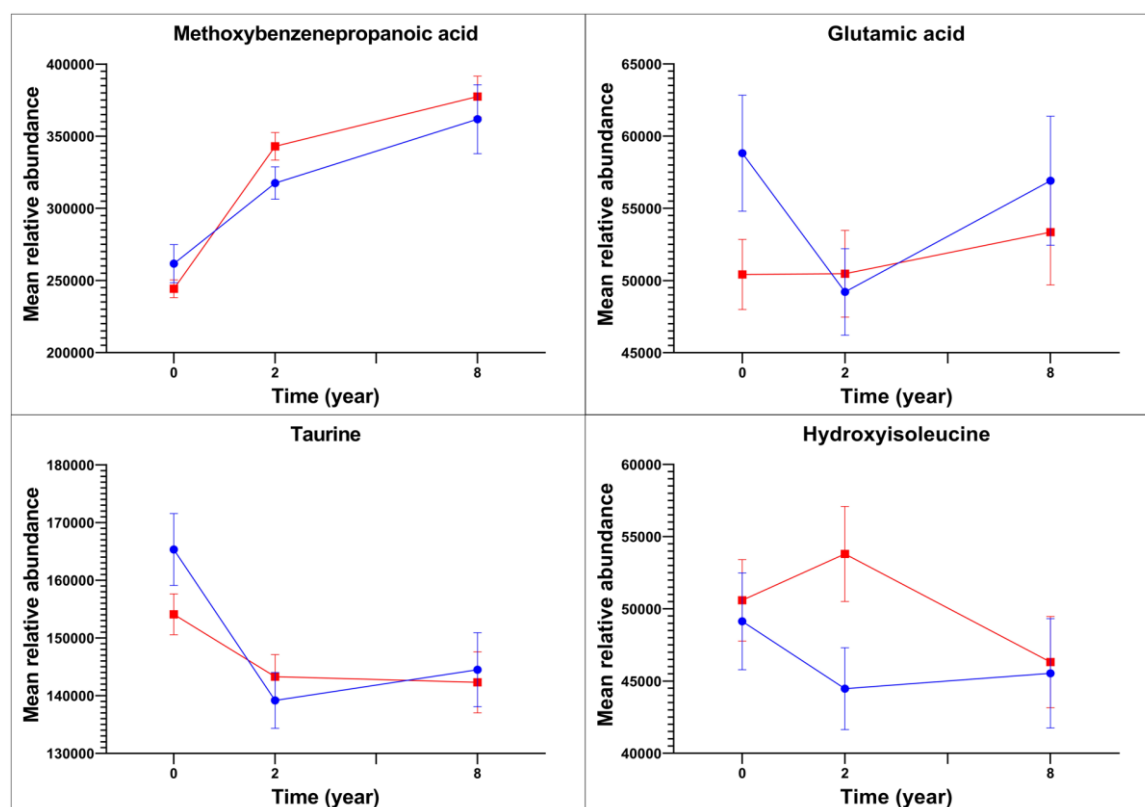 Methoxybenzenepropanoic acid
Mean relative abundance
400000
350000
300000
250000
200000
0
2
8
Time (year)
Glutamic acid
Mean relative abundance
65000
60000
55000
50000
45000
0
2
8
Time (year)
Taurine
Mean relative abundance
180000
170000
160000
150000
140000
130000
0
2
8
Time (year)
Hydroxyisoleucine
Mean relative abundance
60000
55000
50000
45000
40000
0
2
8
Time (year)